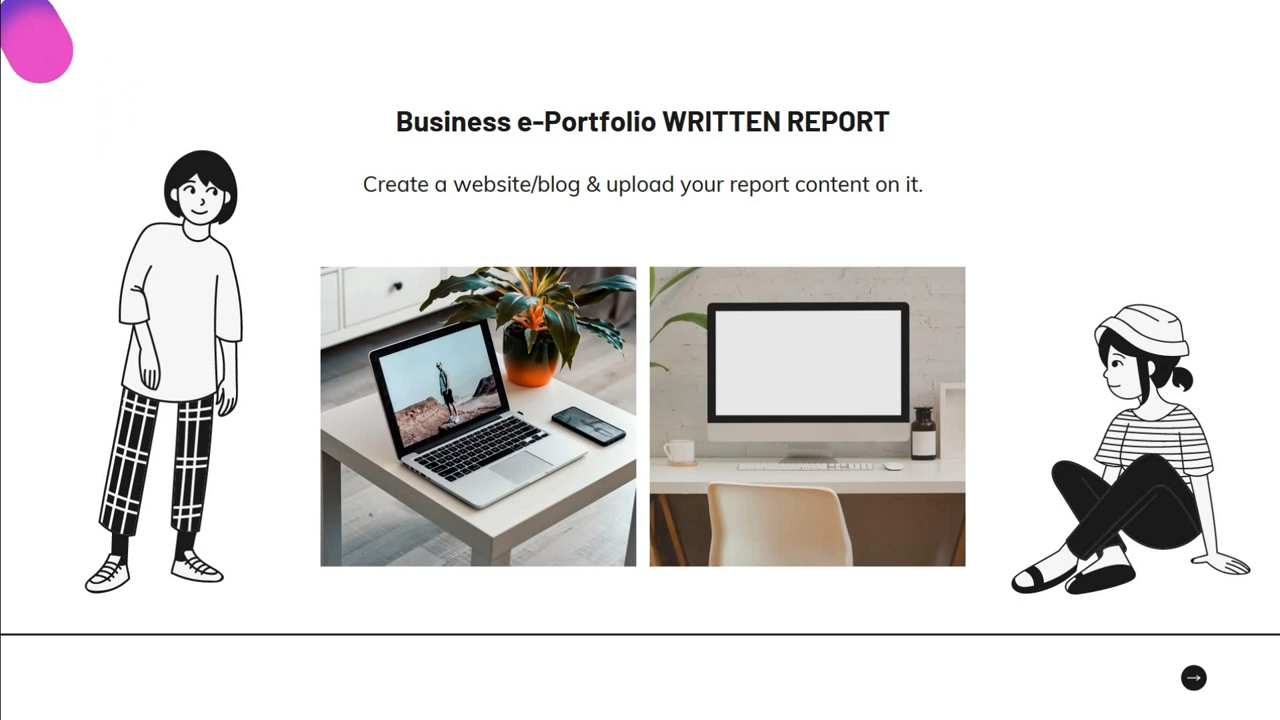 Business e-Portfolio WRITTEN REPORT
Create a website/blog & upload your report content on it.